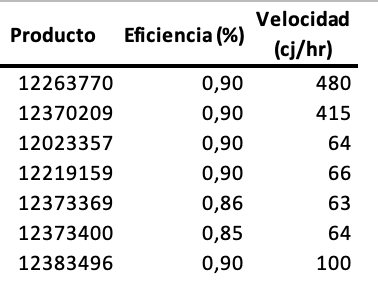 Producto Eficiencia (%) Velocidad (cj/hr)
12263770 0,90 480
12370209 0,90 415
12023357 0,90 64
12219159 0,90 66
12373369 0,86 63
12373400 0,85 64
12383496 0,90 100